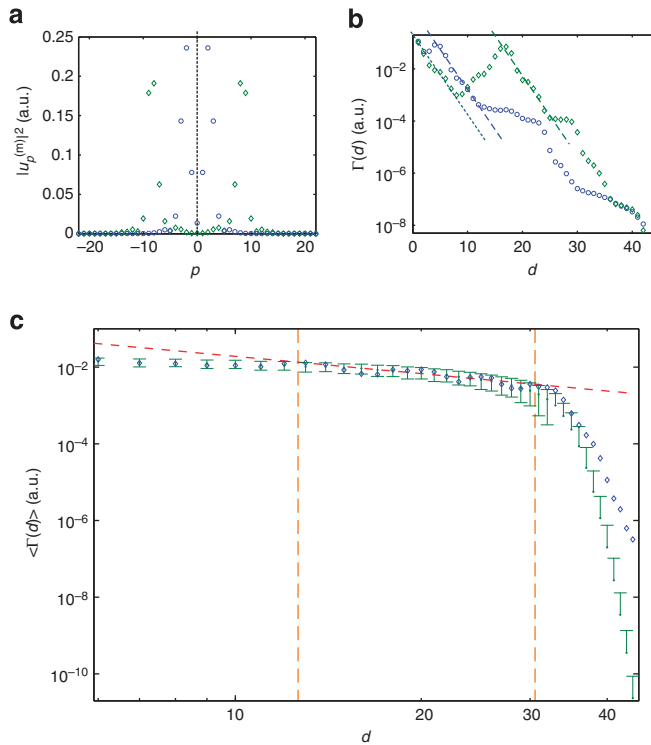 a
0.25
0.2
0.15
0.1
0.05
0
|u_p^(m)|² (a.u.)
−20 −10 0 10 20
p
b
10⁻²
10⁻⁴
10⁻⁶
10⁻⁸
Γ(d) (a.u.)
0 10 20 30 40
d
c
10⁻²
10⁻⁴
10⁻⁶
10⁻⁸
10⁻¹⁰
<Γ(d)> (a.u.)
10 20 30 40
d